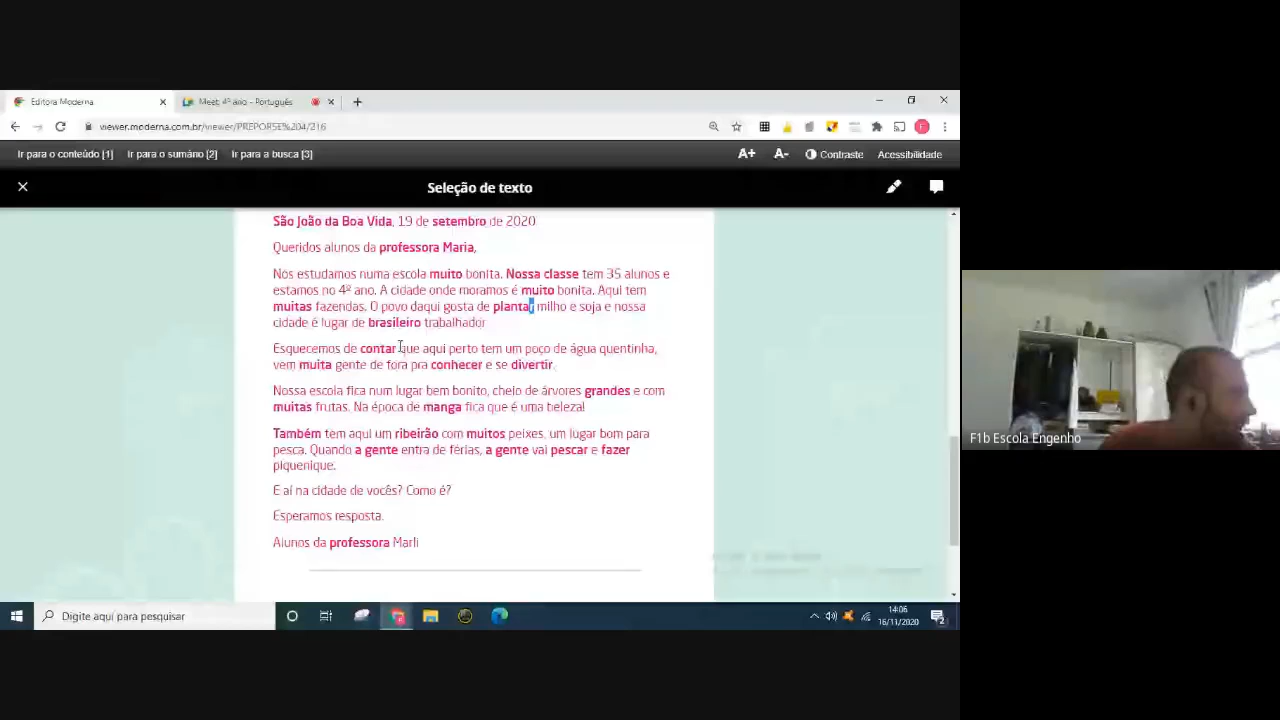 Editora Moderna
Meet: 4º ano - Português
viewer.moderna.com.br/viewer/PREPORSE%204/216
Ir para o conteúdo [1] Ir para o sumário [2] Ir para a busca [3]
A+ A- Contraste Acessibilidade
Seleção de texto
São João da Boa Vida, 19 de setembro de 2020
Queridos alunos da professora Maria,
Nós estudamos numa escola muito bonita. Nossa classe tem 35 alunos e
estamos no 4º ano. A cidade onde moramos é muito bonita. Aqui tem
muitas fazendas. O povo daqui gosta de plantar milho e soja e nossa
cidade é lugar de brasileiro trabalhador
Esquecemos de contar que aqui perto tem um poço de água quentinha,
vem muita gente de fora pra conhecer e se divertir.
Nossa escola fica num lugar bem bonito, cheio de árvores grandes e com
muitas frutas. Na época de manga fica que é uma beleza!
Também tem aqui um ribeirão com muitos peixes, um lugar bom para
pesca. Quando a gente entra de férias, a gente vai pescar e fazer
piquenique.
E aí na cidade de vocês? Como é?
Esperamos resposta.
Alunos da professora Marli
F1b Escola Engenho
Digite aqui para pesquisar
14:06
16/11/2020